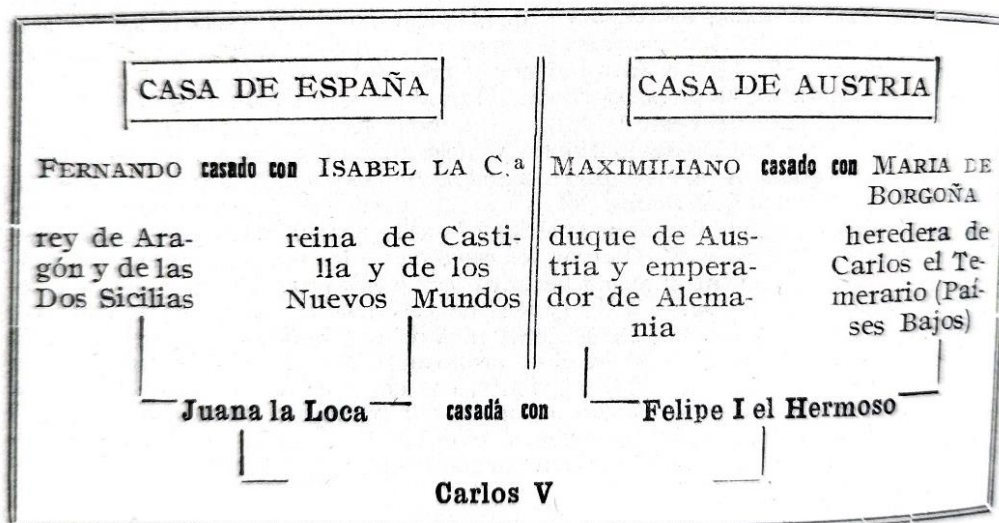 CASA DE ESPAÑA
CASA DE AUSTRIA
FERNANDO casado con ISABEL LA C.ª
rey de Ara-
gón y de las
Dos Sicilias
reina de Casti-
lla y de los
Nuevos Mundos
MAXIMILIANO casado con MARIA DE
BORGOÑA
duque de Aus-
tria y empera-
dor de Alema-
nia
heredera de
Carlos el Te-
merario (Paí-
ses Bajos)
Juana la Loca casadá con Felipe I el Hermoso
Carlos V